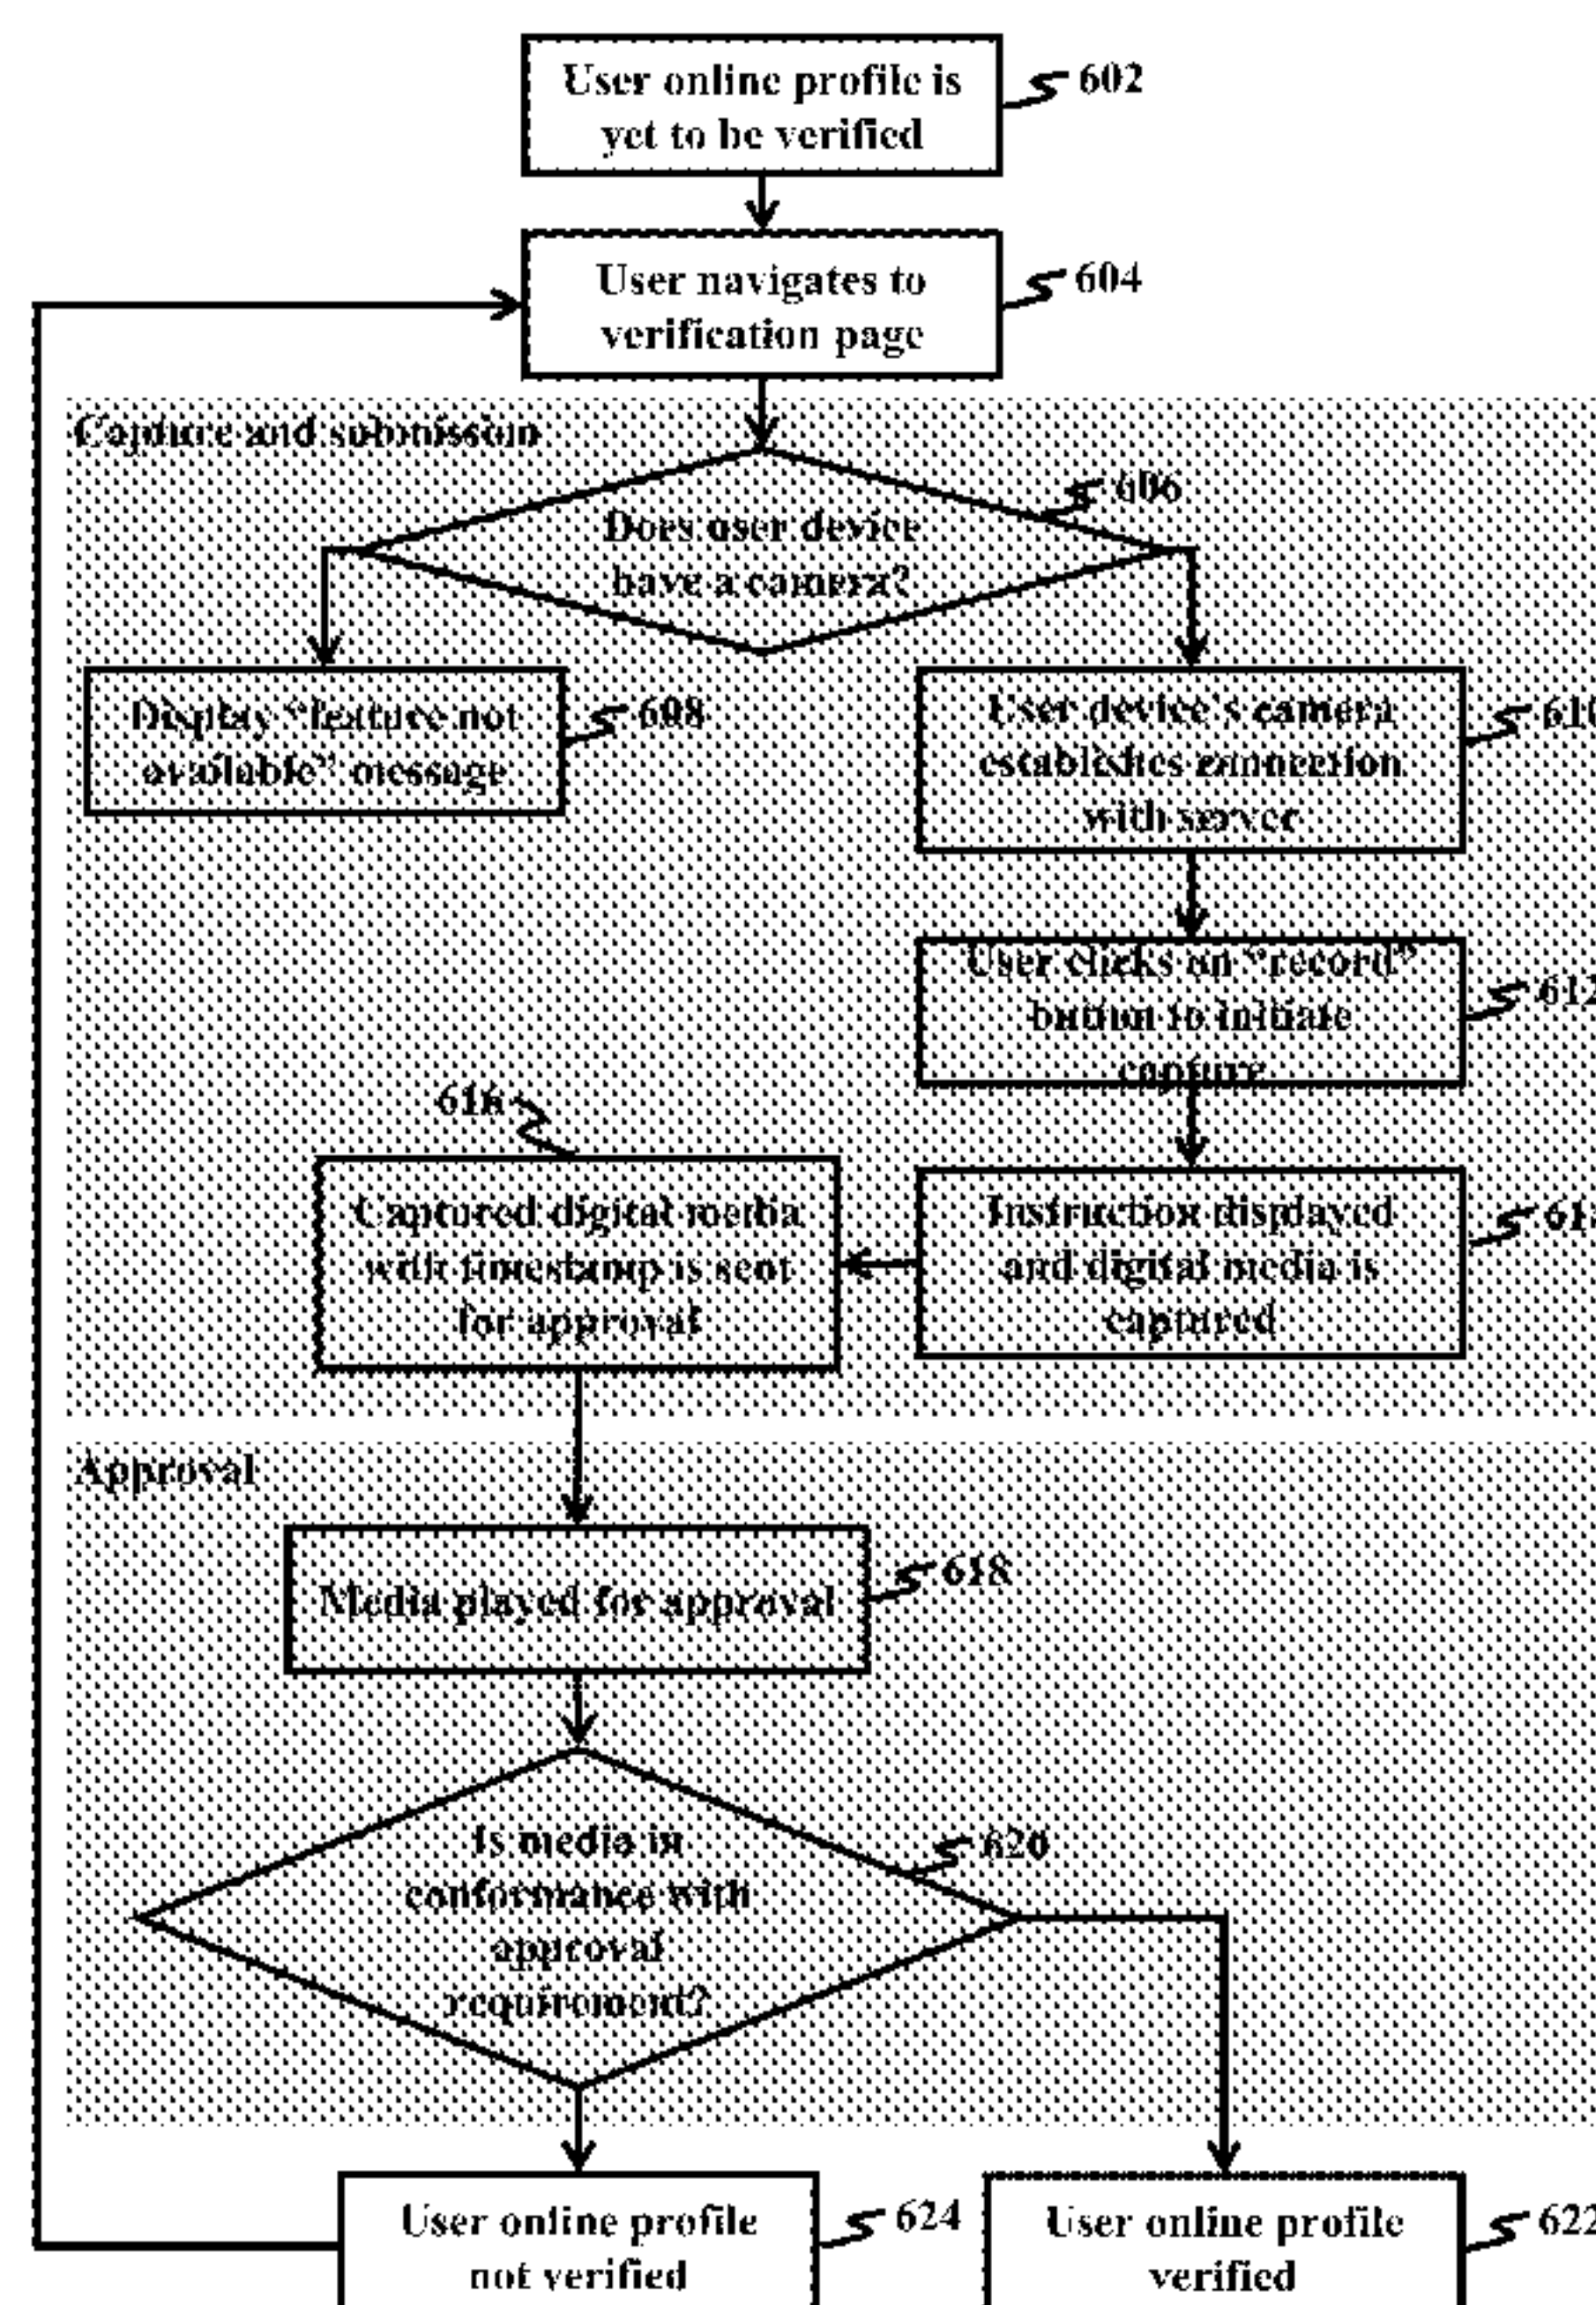 User online profile is
yet to be verified
602
User navigates to
verification page
604
Capture and submission
606
Does user device
have a camera?
Display “feature not
available” message
608
User device’s camera
establishes connection
with server
610
User clicks on “record”
button to initiate
capture
612
616
Captured digital media
with timestamp is sent
for approval
Instruction displayed
and digital media is
captured
Approval
Media played for approval
618
620
Is media in
conformance with
approval
requirement?
User online profile
not verified
624
User online profile
verified
622